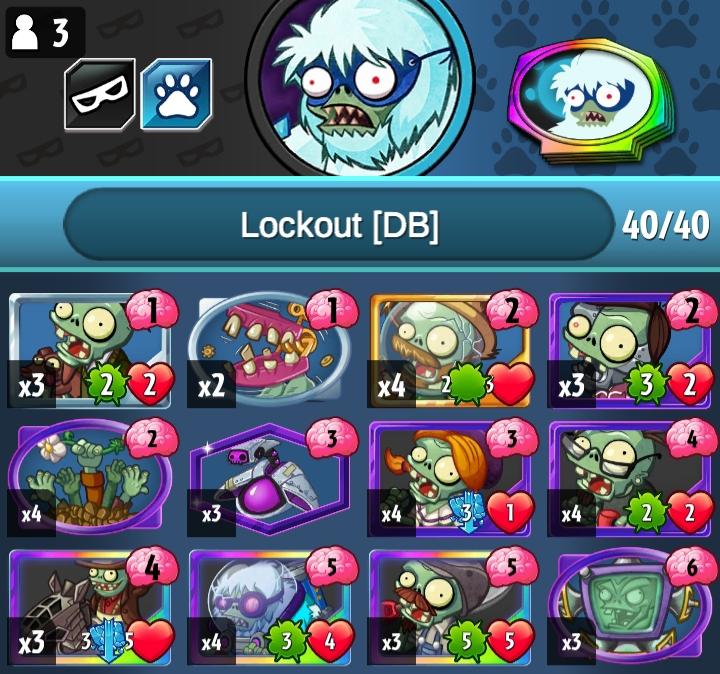 3
Lockout [DB] 40/40
1 1 2 2
x3 2 2 x2 x4 2 3 x3 3 2
2 3 3 4
x4 x3 x4 3 1 x4 2 2
4 5 5 6
x3 3 5 x4 3 4 x3 5 5 x3